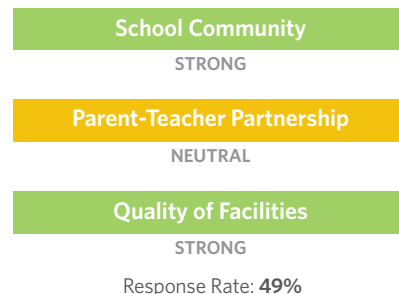 School Community
STRONG
Parent-Teacher Partnership
NEUTRAL
Quality of Facilities
STRONG
Response Rate: 49%